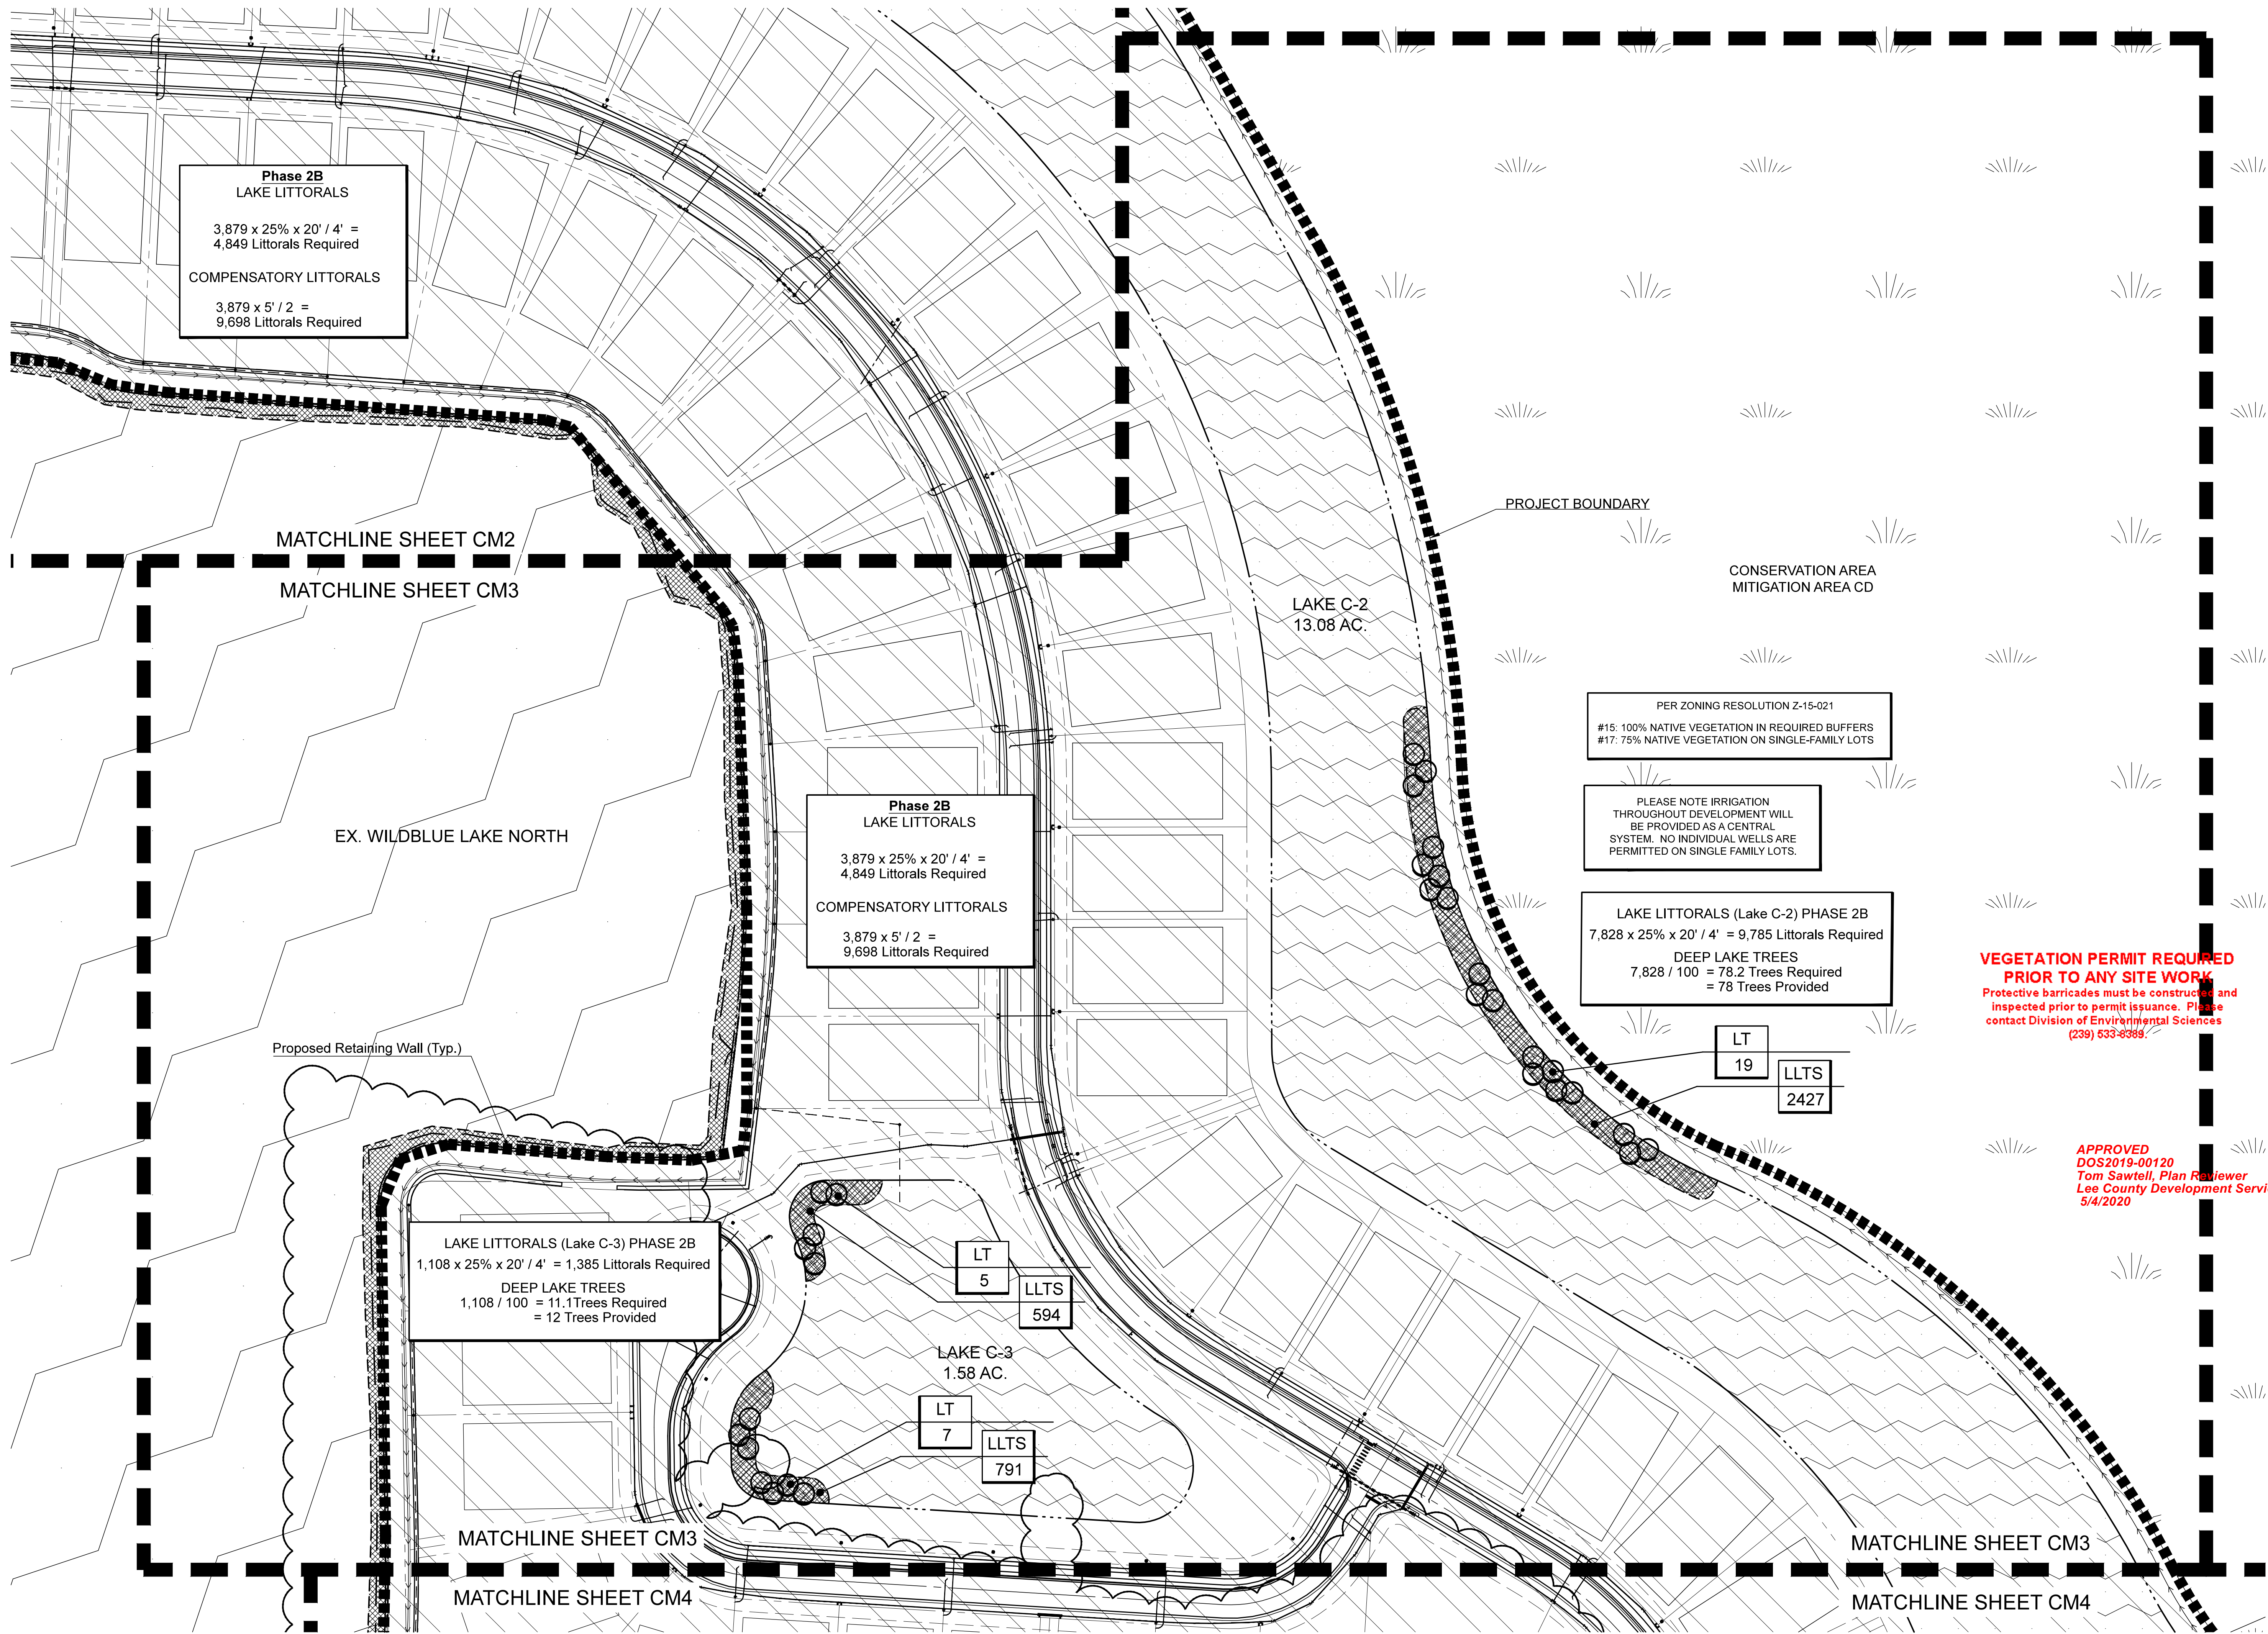 Phase 2B
LAKE LITTORALS
3,879 x 25% x 20' / 4' =
4,849 Littorals Required
COMPENSATORY LITTORALS
3,879 x 5' / 2 =
9,698 Littorals Required
MATCHLINE SHEET CM2
MATCHLINE SHEET CM3
PROJECT BOUNDARY
CONSERVATION AREA
MITIGATION AREA CD
LAKE C-2
13.08 AC.
PER ZONING RESOLUTION Z-15-021
#15: 100% NATIVE VEGETATION IN REQUIRED BUFFERS
#17: 75% NATIVE VEGETATION ON SINGLE-FAMILY LOTS
PLEASE NOTE IRRIGATION
THROUGHOUT DEVELOPMENT WILL
BE PROVIDED AS A CENTRAL
SYSTEM. NO INDIVIDUAL WELLS ARE
PERMITTED ON SINGLE FAMILY LOTS.
EX. WILDBLUE LAKE NORTH
Phase 2B
LAKE LITTORALS
3,879 x 25% x 20' / 4' =
4,849 Littorals Required
COMPENSATORY LITTORALS
3,879 x 5' / 2 =
9,698 Littorals Required
LAKE LITTORALS (Lake C-2) PHASE 2B
7,828 x 25% x 20' / 4' = 9,785 Littorals Required
DEEP LAKE TREES
7,828 / 100 = 78.2 Trees Required
= 78 Trees Provided
VEGETATION PERMIT REQUIRED
PRIOR TO ANY SITE WORK
Protective barricades must be constructed and
inspected prior to permit issuance. Please
contact Division of Environmental Sciences
(239) 533-8389.
LT
19
LLTS
2427
Proposed Retaining Wall (Typ.)
APPROVED
DOS2019-00120
Tom Sawtell, Plan Reviewer
Lee County Development Servi
5/4/2020
LAKE LITTORALS (Lake C-3) PHASE 2B
1,108 x 25% x 20' / 4' = 1,385 Littorals Required
DEEP LAKE TREES
1,108 / 100 = 11.1Trees Required
= 12 Trees Provided
LT
5
LLTS
594
LAKE C-3
1.58 AC.
LT
7
LLTS
791
MATCHLINE SHEET CM3
MATCHLINE SHEET CM4
MATCHLINE SHEET CM3
MATCHLINE SHEET CM4